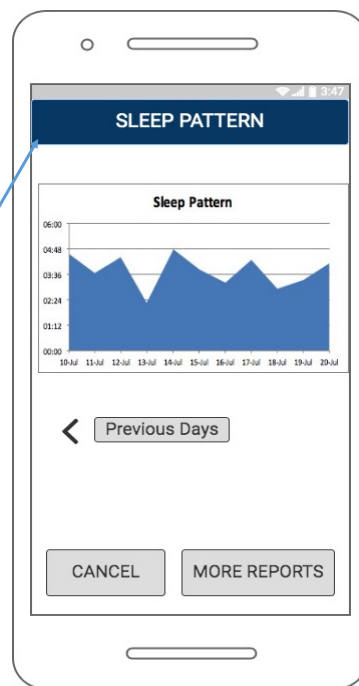 3:47
SLEEP PATTERN
Sleep Pattern
06:00
04:48
03:36
02:24
01:12
00:00
10-Jul 11-Jul 12-Jul 13-Jul 14-Jul 15-Jul 16-Jul 17-Jul 18-Jul 19-Jul 20-Jul
Previous Days
CANCEL MORE REPORTS